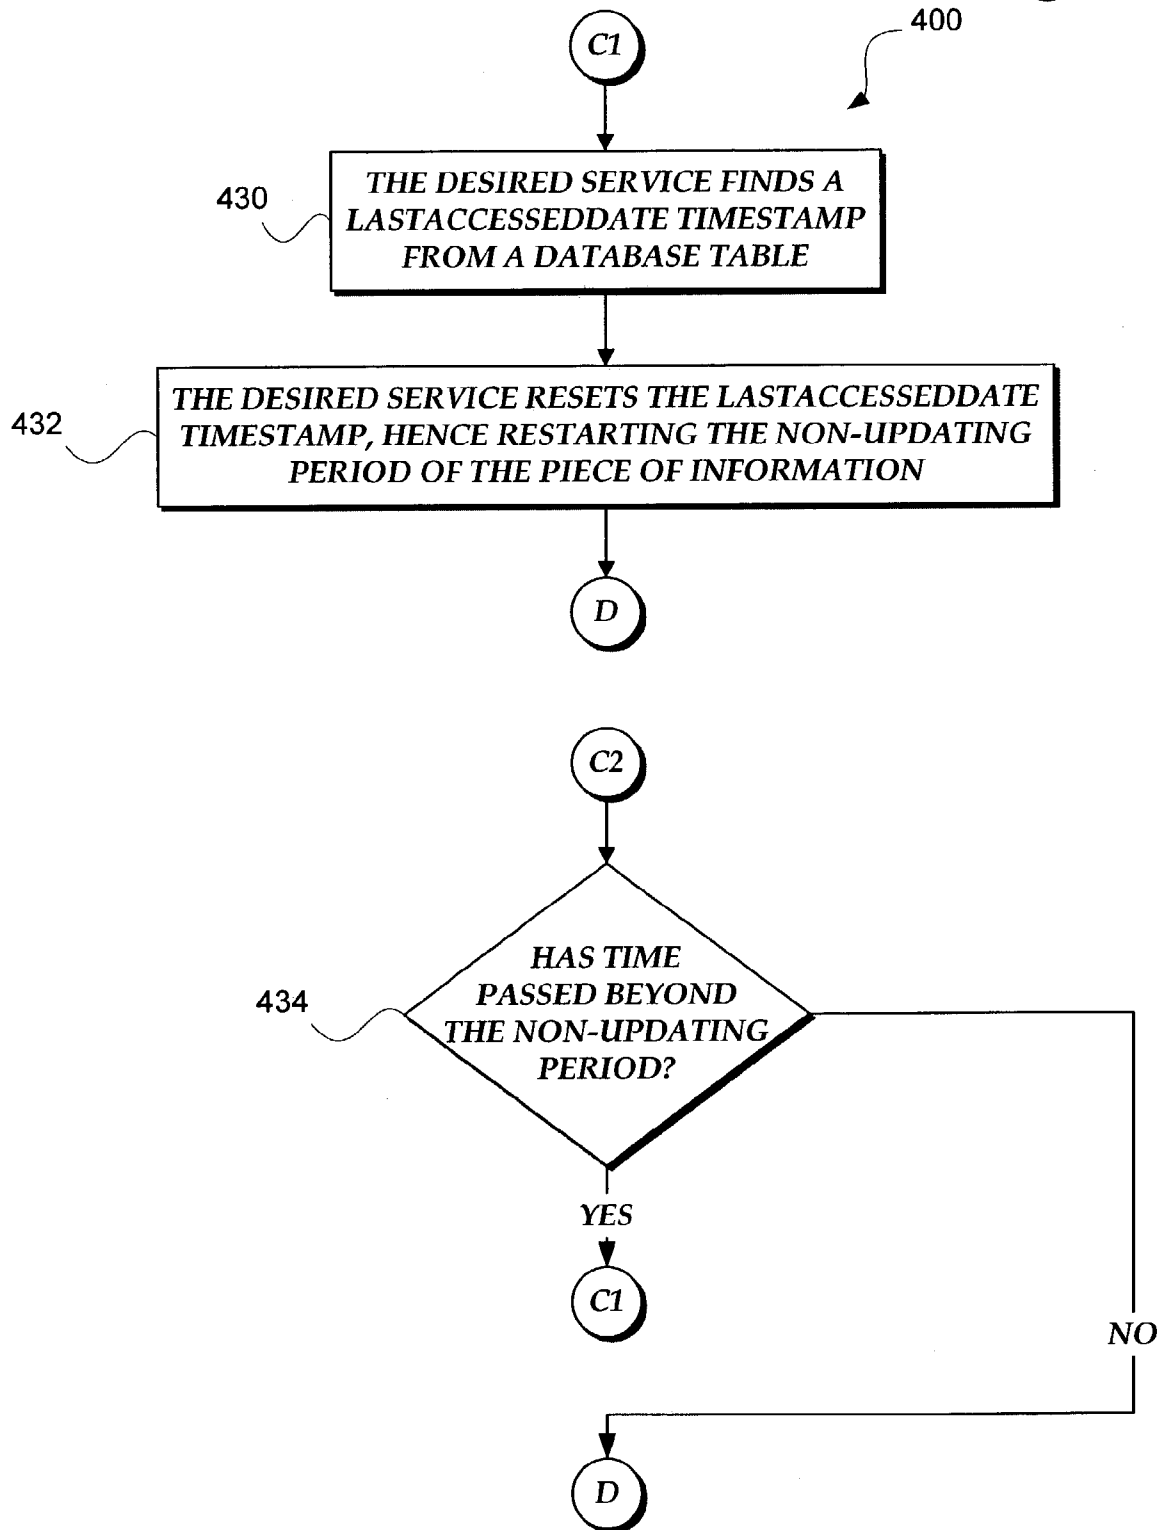 C1
400
430
THE DESIRED SERVICE FINDS A
LASTACCESSEDDATE TIMESTAMP
FROM A DATABASE TABLE
432
THE DESIRED SERVICE RESETS THE LASTACCESSEDDATE
TIMESTAMP, HENCE RESTARTING THE NON-UPDATING
PERIOD OF THE PIECE OF INFORMATION
D
C2
434
HAS TIME
PASSED BEYOND
THE NON-UPDATING
PERIOD?
YES
C1
NO
D